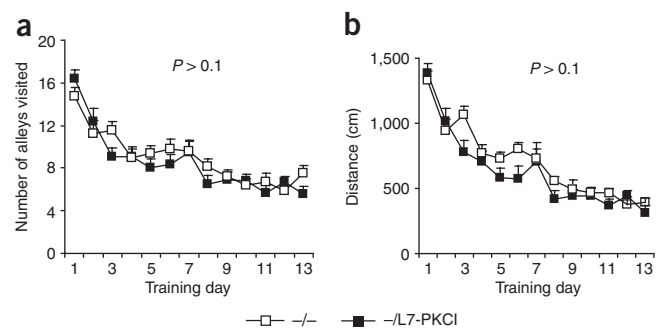 a
20
16
12
8
4
0
Number of alleys visited
P > 0.1
1 3 5 7 9 11 13
Training day
b
1,500
1,000
500
0
Distance (cm)
P > 0.1
1 3 5 7 9 11 13
Training day
–/– –/L7-PKCI